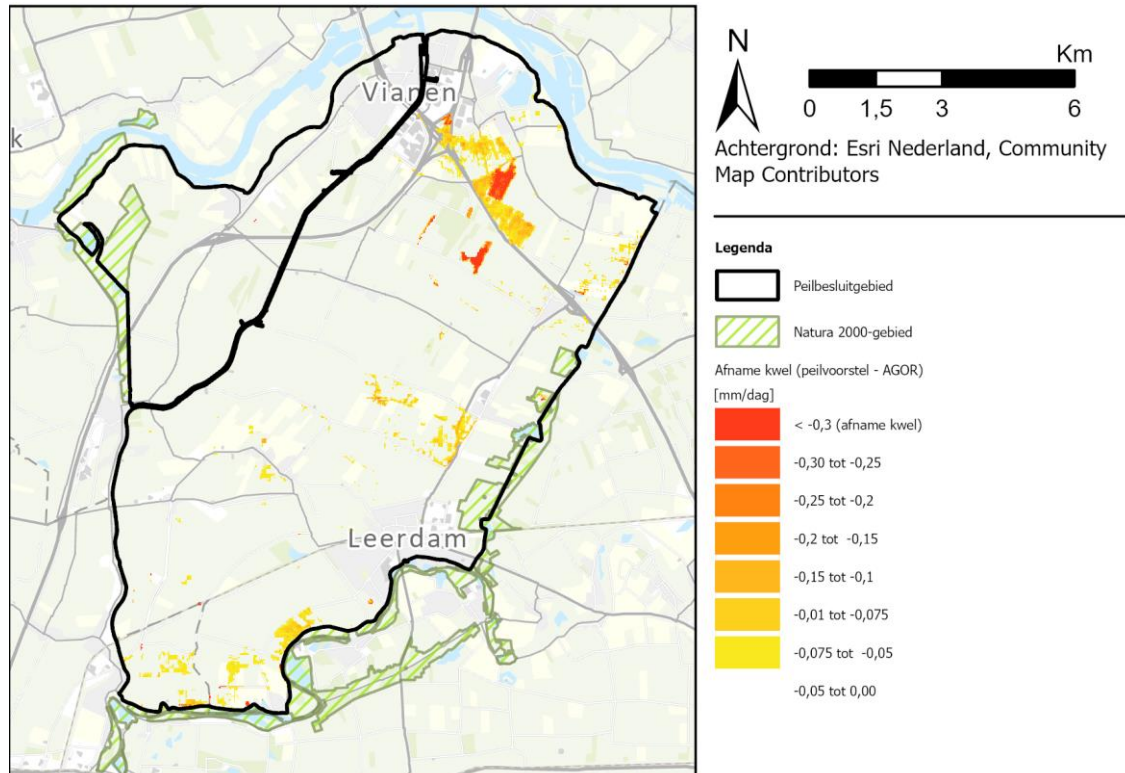 Vianen
k
Leerdam
N
Km
0 1,5 3 6
Achtergrond: Esri Nederland, Community
Map Contributors
Legenda
Peilbesluitgebied
Natura 2000-gebied
Afname kwel (peilvoorstel - AGOR)
[mm/dag]
< -0,3 (afname kwel)
-0,30 tot -0,25
-0,25 tot -0,2
-0,2 tot -0,15
-0,15 tot -0,1
-0,01 tot -0,075
-0,075 tot -0,05
-0,05 tot 0,00